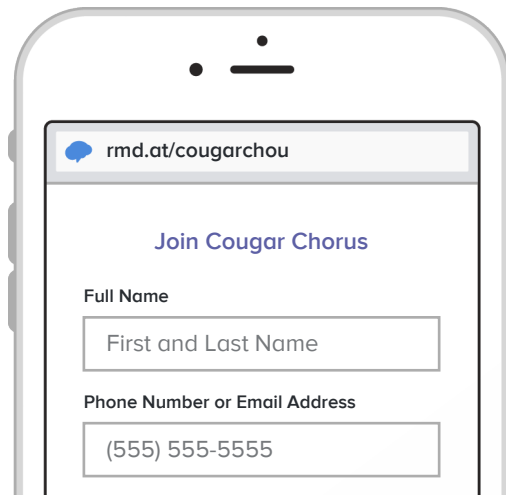 rmd.at/cougarchou
Join Cougar Chorus
Full Name
First and Last Name
Phone Number or Email Address
(555) 555-5555